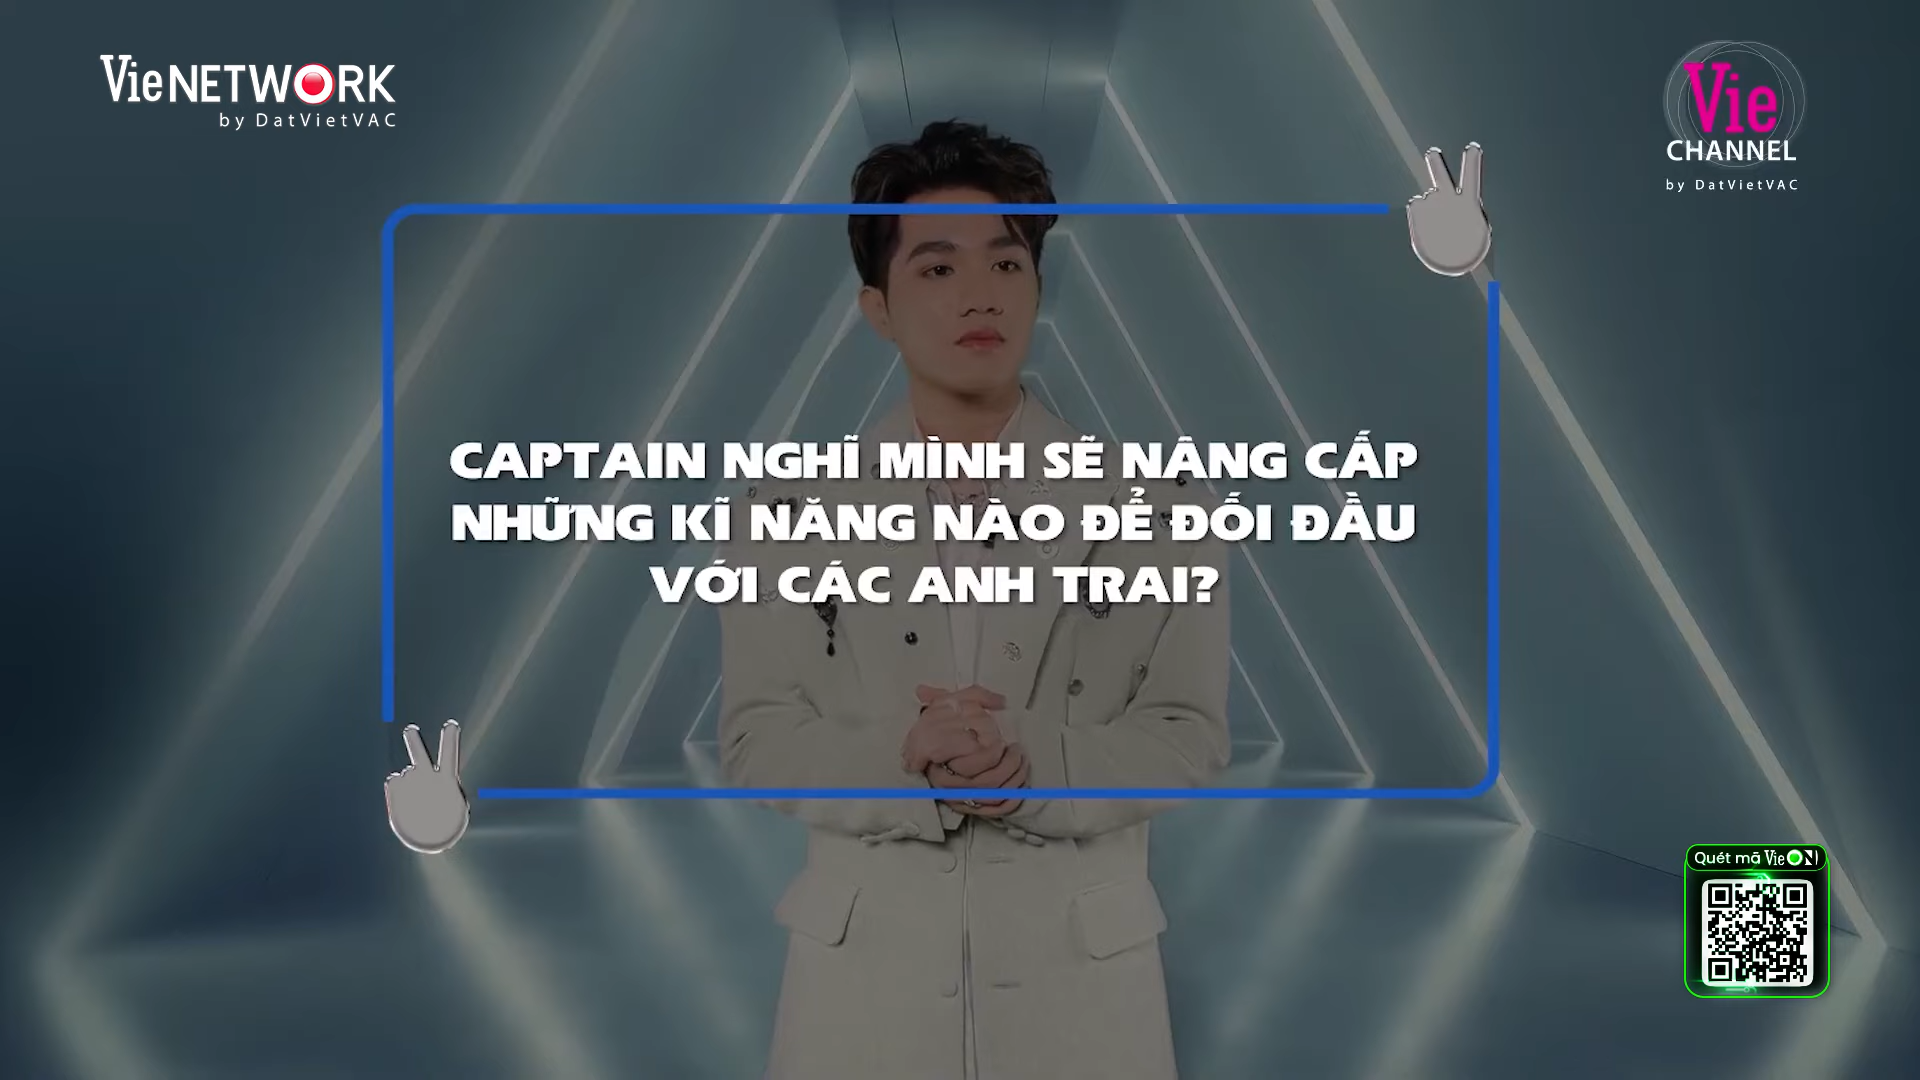 VieNETWORK
by DatVietVAC
Vie
CHANNEL
by DatVietVAC
CAPTAIN NGHĨ MÌNH SẼ NÂNG CẤP
NHỮNG KĨ NĂNG NÀO ĐỂ ĐỐI ĐẦU
VỚI CÁC ANH TRAI?
Quét mã VieON